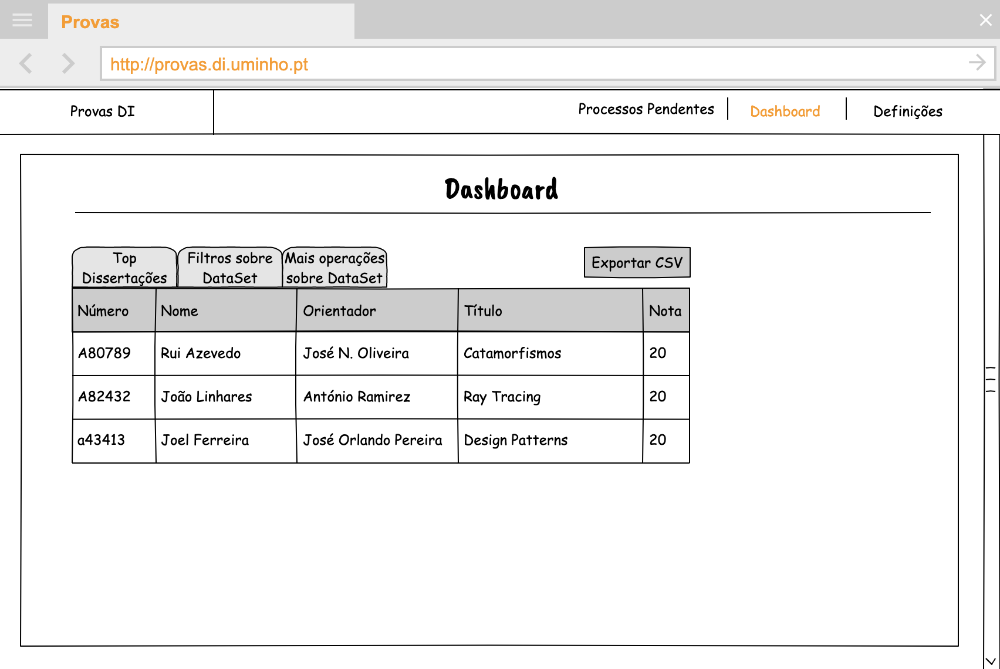 Provas
http://provas.di.uminho.pt
Provas DI
Processos Pendentes
Dashboard
Definições
Dashboard
Top
Dissertações
Filtros sobre
DataSet
Mais operações
sobre DataSet
Exportar CSV
Número Nome Orientador Título Nota
A80789 Rui Azevedo José N. Oliveira Catamorfismos 20
A82432 João Linhares António Ramirez Ray Tracing 20
a43413 Joel Ferreira José Orlando Pereira Design Patterns 20